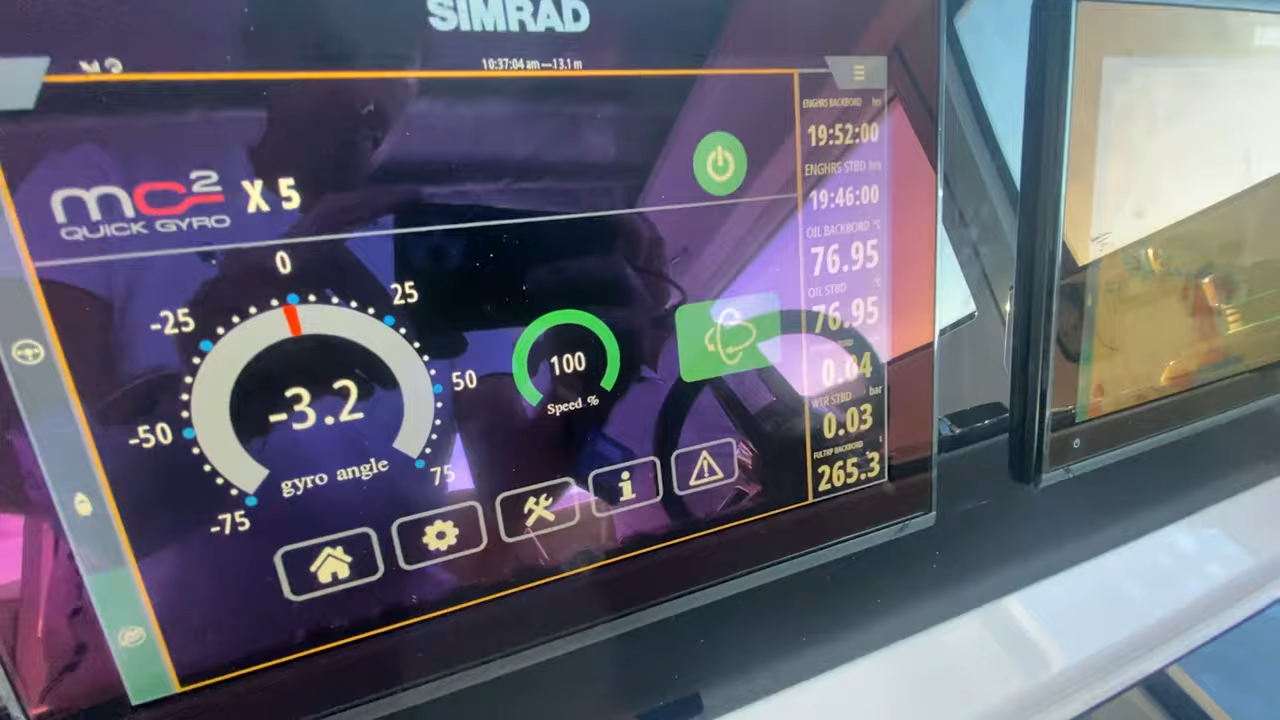 SIMRAD
10:37:04 am — 13.1 m
mc2 X 5
QUICK GYRO
0
-25
25
-50
50
-75
75
-3.2
gyro angle
100
Speed %
ENGHRS BACKBORD hrs
19:52:00
ENGHRS STBD hrs
19:46:00
OIL BACKBORD °C
76.95
OIL STBD °C
76.95
0.04
WTR STBD bar
0.03
BACKBORD L
265.3